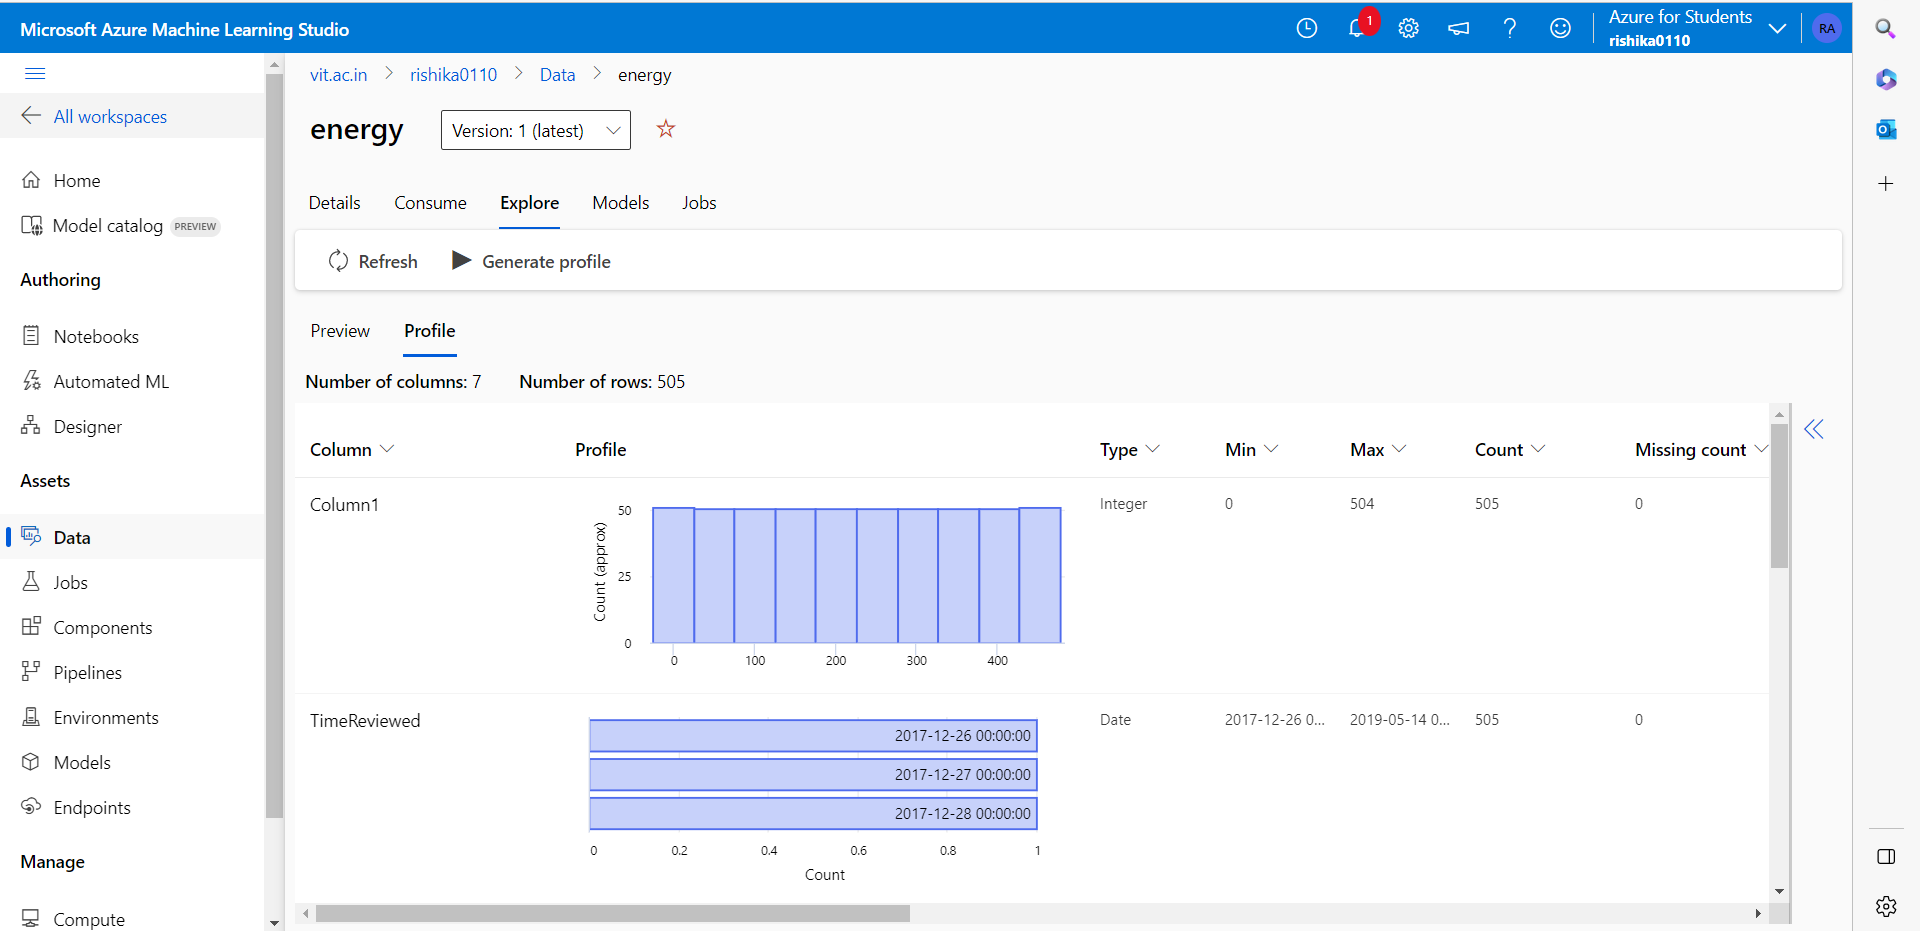 Microsoft Azure Machine Learning Studio
1
Azure for Students
rishika0110
RA
vit.ac.in > rishika0110 > Data > energy
All workspaces
energy
Version: 1 (latest)
Home
Model catalog PREVIEW
Authoring
Notebooks
Automated ML
Designer
Assets
Data
Jobs
Components
Pipelines
Environments
Models
Endpoints
Manage
Compute
Details Consume Explore Models Jobs
Refresh Generate profile
Preview Profile
Number of columns: 7 Number of rows: 505
Column Profile Type Min Max Count Missing count
Column1 Integer 0 504 505 0
Count (approx)
50
25
0
0 100 200 300 400
TimeReviewed Date 2017-12-26 0... 2019-05-14 0... 505 0
2017-12-26 00:00:00
2017-12-27 00:00:00
2017-12-28 00:00:00
0 0.2 0.4 0.6 0.8 1
Count